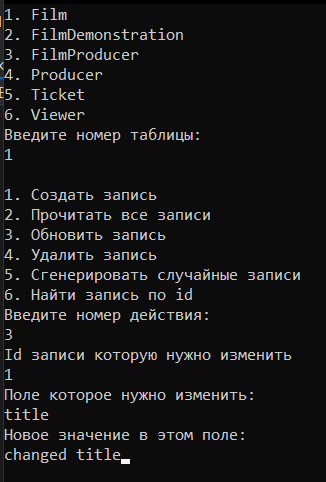 1. Film
2. FilmDemonstration
3. FilmProducer
4. Producer
5. Ticket
6. Viewer
Введите номер таблицы:
1
1. Создать запись
2. Прочитать все записи
3. Обновить запись
4. Удалить запись
5. Сгенерировать случайные записи
6. Найти запись по id
Введите номер действия:
3
Id записи которую нужно изменить
1
Поле которое нужно изменить:
title
Новое значение в этом поле:
changed title